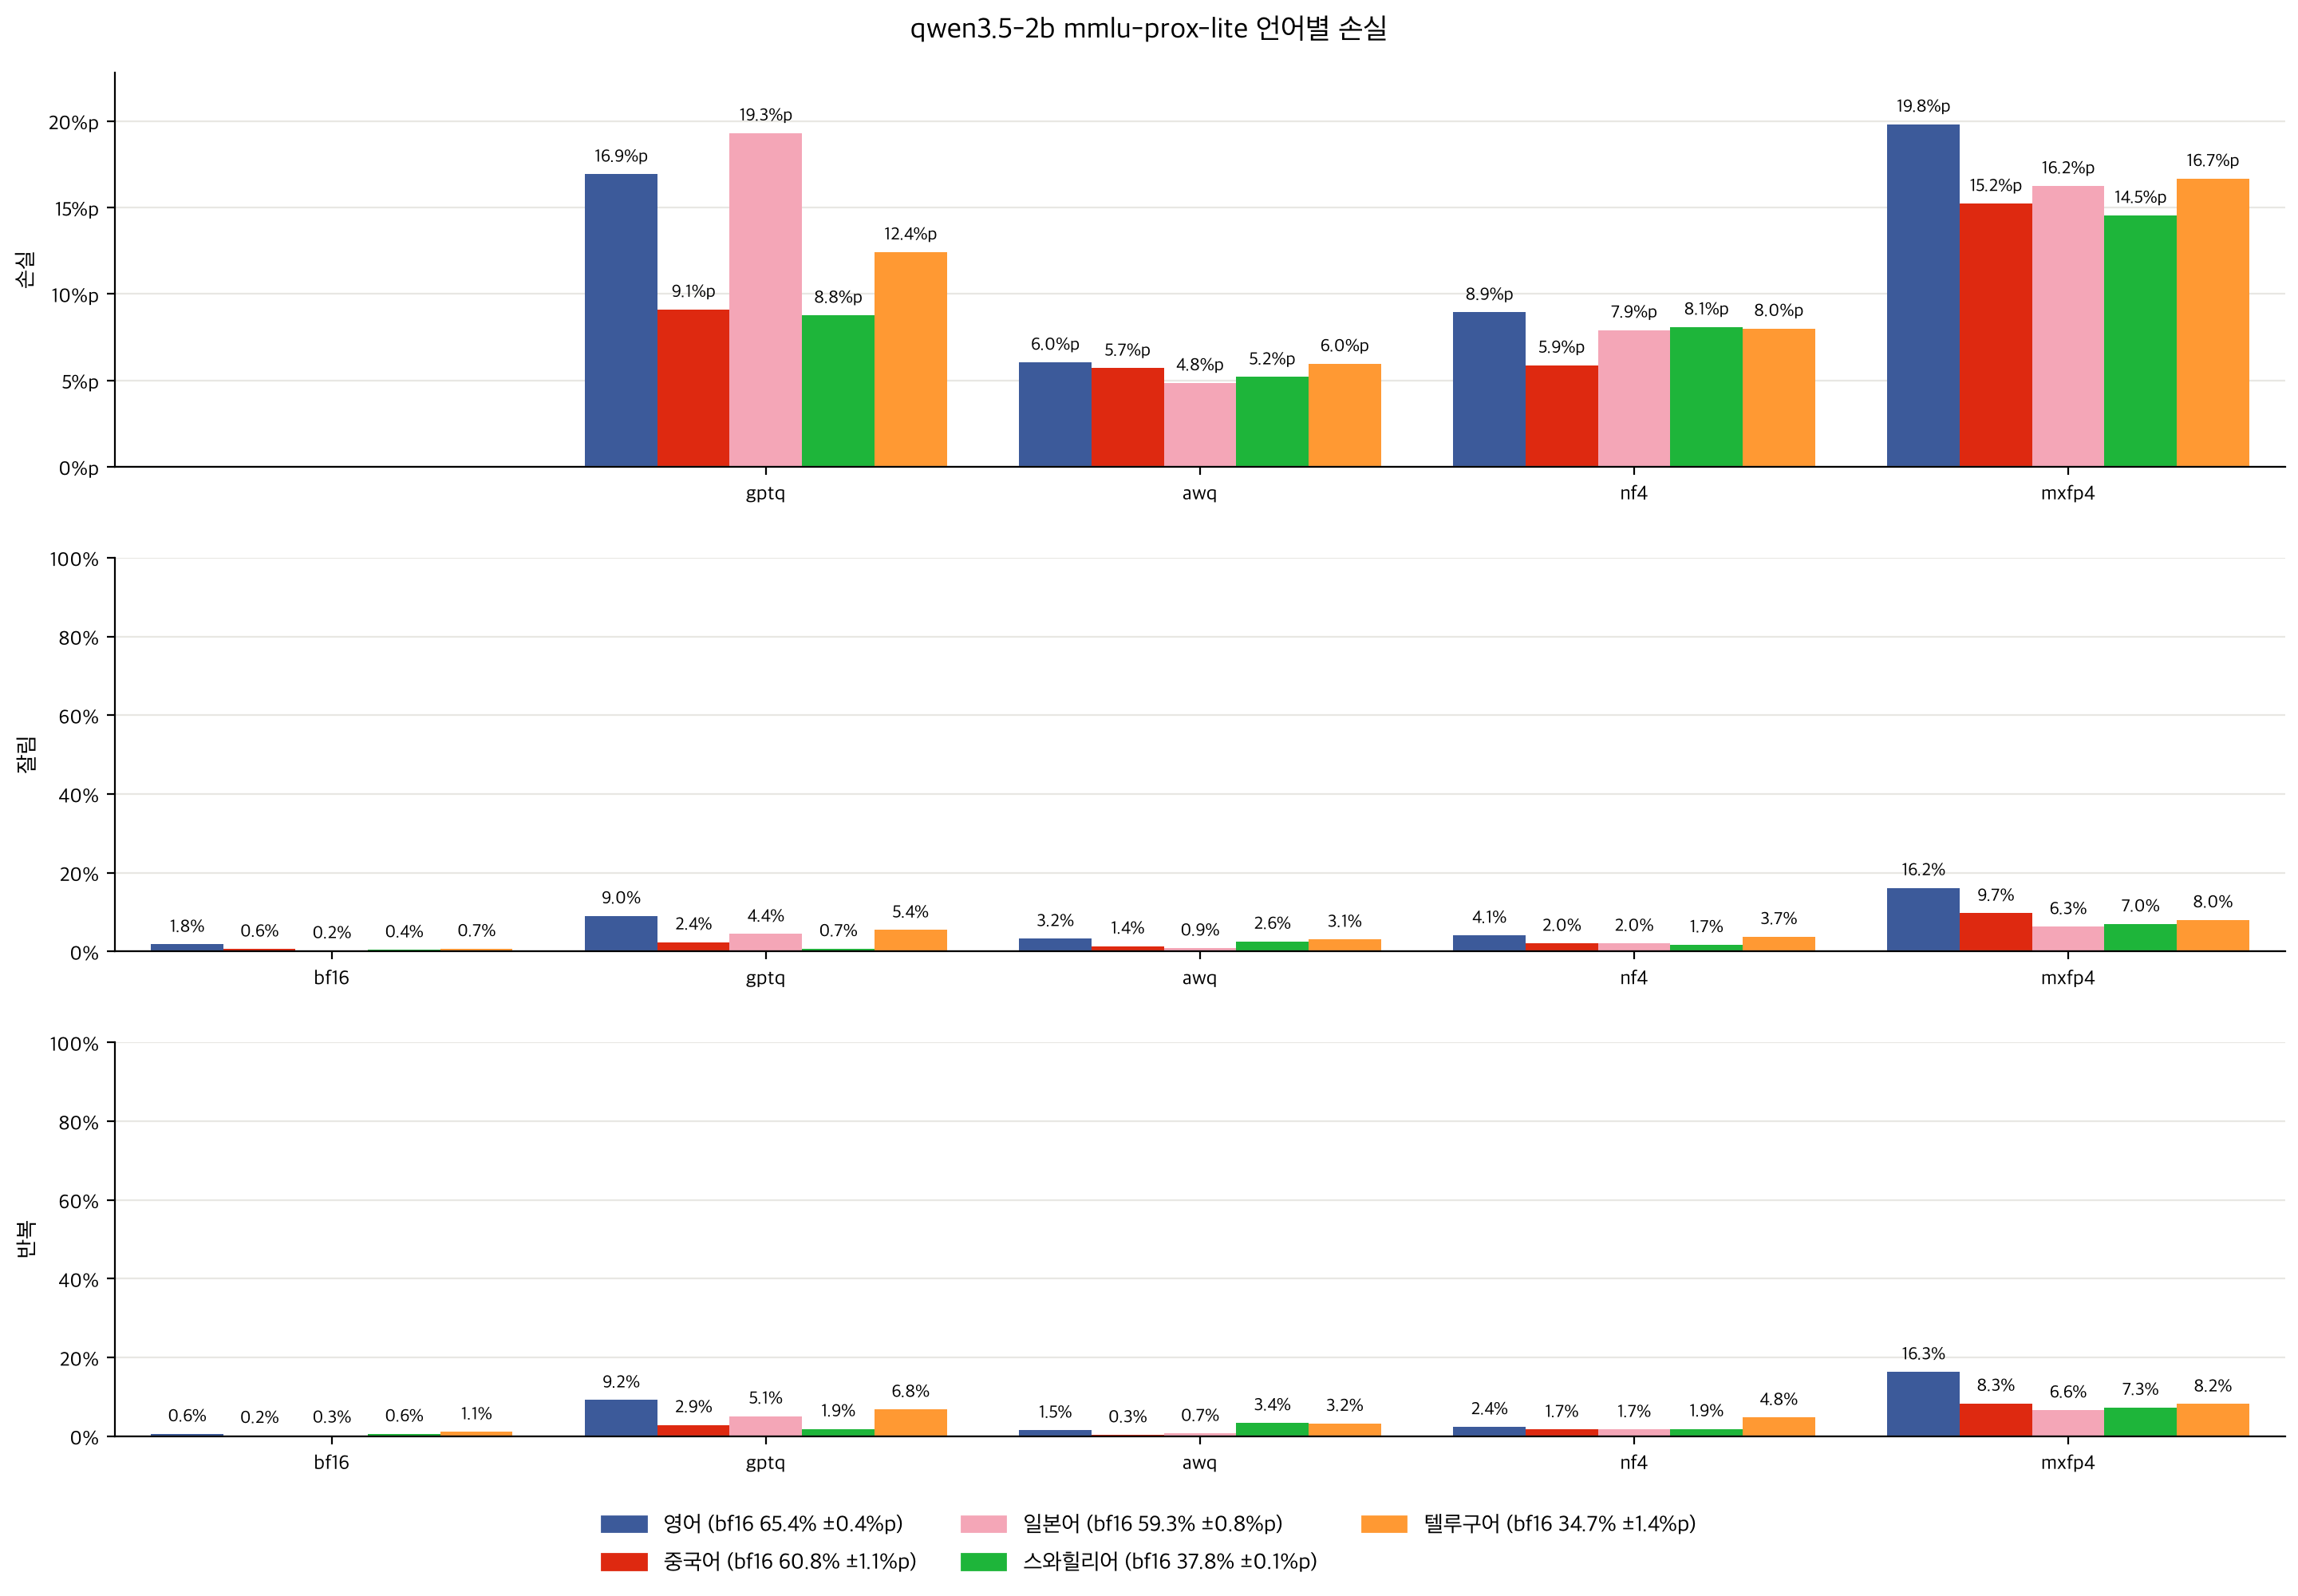 qwen3.5-2b mmlu-prox-lite 언어별 손실
손실
20%p
15%p
10%p
5%p
0%p
16.9%p 9.1%p 19.3%p 8.8%p 12.4%p
6.0%p 5.7%p 4.8%p 5.2%p 6.0%p
8.9%p 5.9%p 7.9%p 8.1%p 8.0%p
19.8%p 15.2%p 16.2%p 14.5%p 16.7%p
gptq awq nf4 mxfp4
잘림
100%
80%
60%
40%
20%
0%
1.8% 0.6% 0.2% 0.4% 0.7%
9.0% 2.4% 4.4% 0.7% 5.4%
3.2% 1.4% 0.9% 2.6% 3.1%
4.1% 2.0% 2.0% 1.7% 3.7%
16.2% 9.7% 6.3% 7.0% 8.0%
bf16 gptq awq nf4 mxfp4
반복
100%
80%
60%
40%
20%
0%
0.6% 0.2% 0.3% 0.6% 1.1%
9.2% 2.9% 5.1% 1.9% 6.8%
1.5% 0.3% 0.7% 3.4% 3.2%
2.4% 1.7% 1.7% 1.9% 4.8%
16.3% 8.3% 6.6% 7.3% 8.2%
bf16 gptq awq nf4 mxfp4
영어 (bf16 65.4% ±0.4%p)
중국어 (bf16 60.8% ±1.1%p)
일본어 (bf16 59.3% ±0.8%p)
스와힐리어 (bf16 37.8% ±0.1%p)
텔루구어 (bf16 34.7% ±1.4%p)